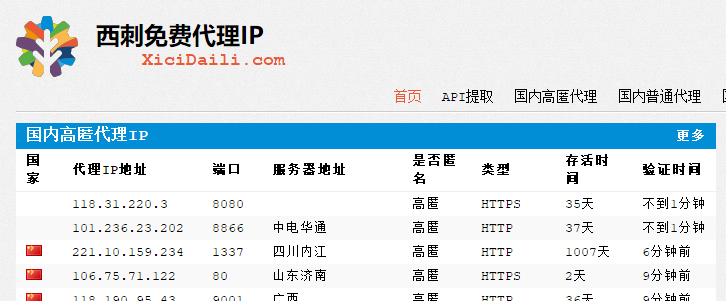 西刺免费代理IP
XiciDaili.com
首页 API提取 国内高匿代理 国内普通代理
国内高匿代理IP 更多
国家 代理IP地址 端口 服务器地址 是否匿名 类型 存活时间 验证时间
118.31.220.3 8080 高匿 HTTPS 35天 不到1分钟
101.236.23.202 8866 中电华通 高匿 HTTP 37天 不到1分钟
221.10.159.234 1337 四川内江 高匿 HTTP 1007天 6分钟前
106.75.71.122 80 山东济南 高匿 HTTPS 2天 9分钟前
118.190.95.43 9001 广西 高匿 HTTP 36天 9分钟前